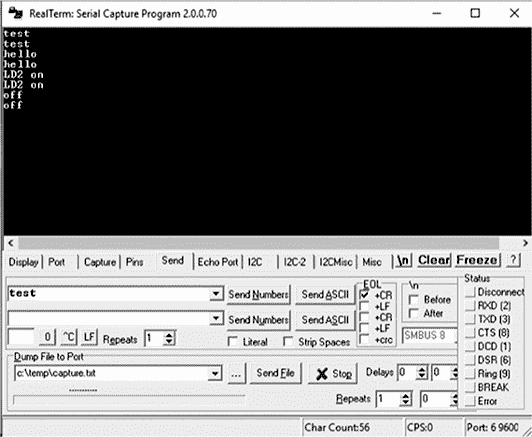 RealTerm: Serial Capture Program 2.0.0.70
test
test
hello
hello
LD2 on
LD2 on
off
off
Display Port Capture Pins Send Echo Port I2C I2C-2 I2CMisc Misc \n Clear Freeze ?
test Send Numbers Send ASCII
Send Numbers Send ASCII
0 ^C LF Repeats 1 Literal Strip Spaces
EOL
+CR
+LF
+CR
+LF
+crc
\n
Before
After
SMBUS 8
Dump File to Port
c:\temp\capture.txt ... Send File Stop Delays 0 0
Repeats 1 0
Status
Disconnect
RXD (2)
TXD (3)
CTS (8)
DCD (1)
DSR (6)
Ring (9)
BREAK
Error
Char Count:56 CPS:0 Port: 6 9600